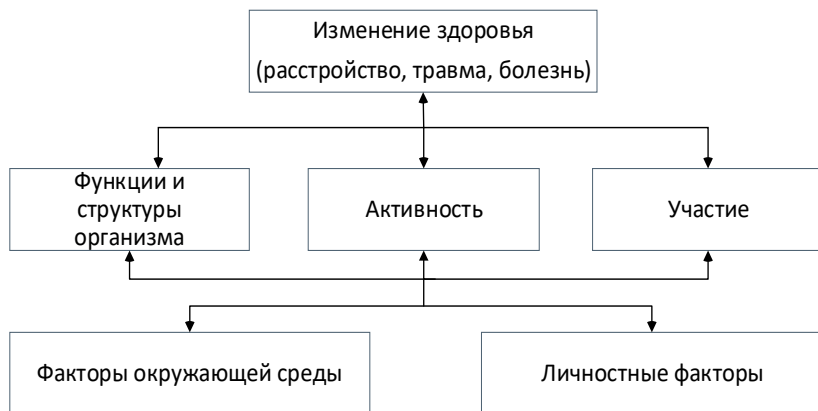 Изменение здоровья
(расстройство, травма, болезнь)
Функции и
структуры
организма
Активность
Участие
Факторы окружающей среды
Личностные факторы